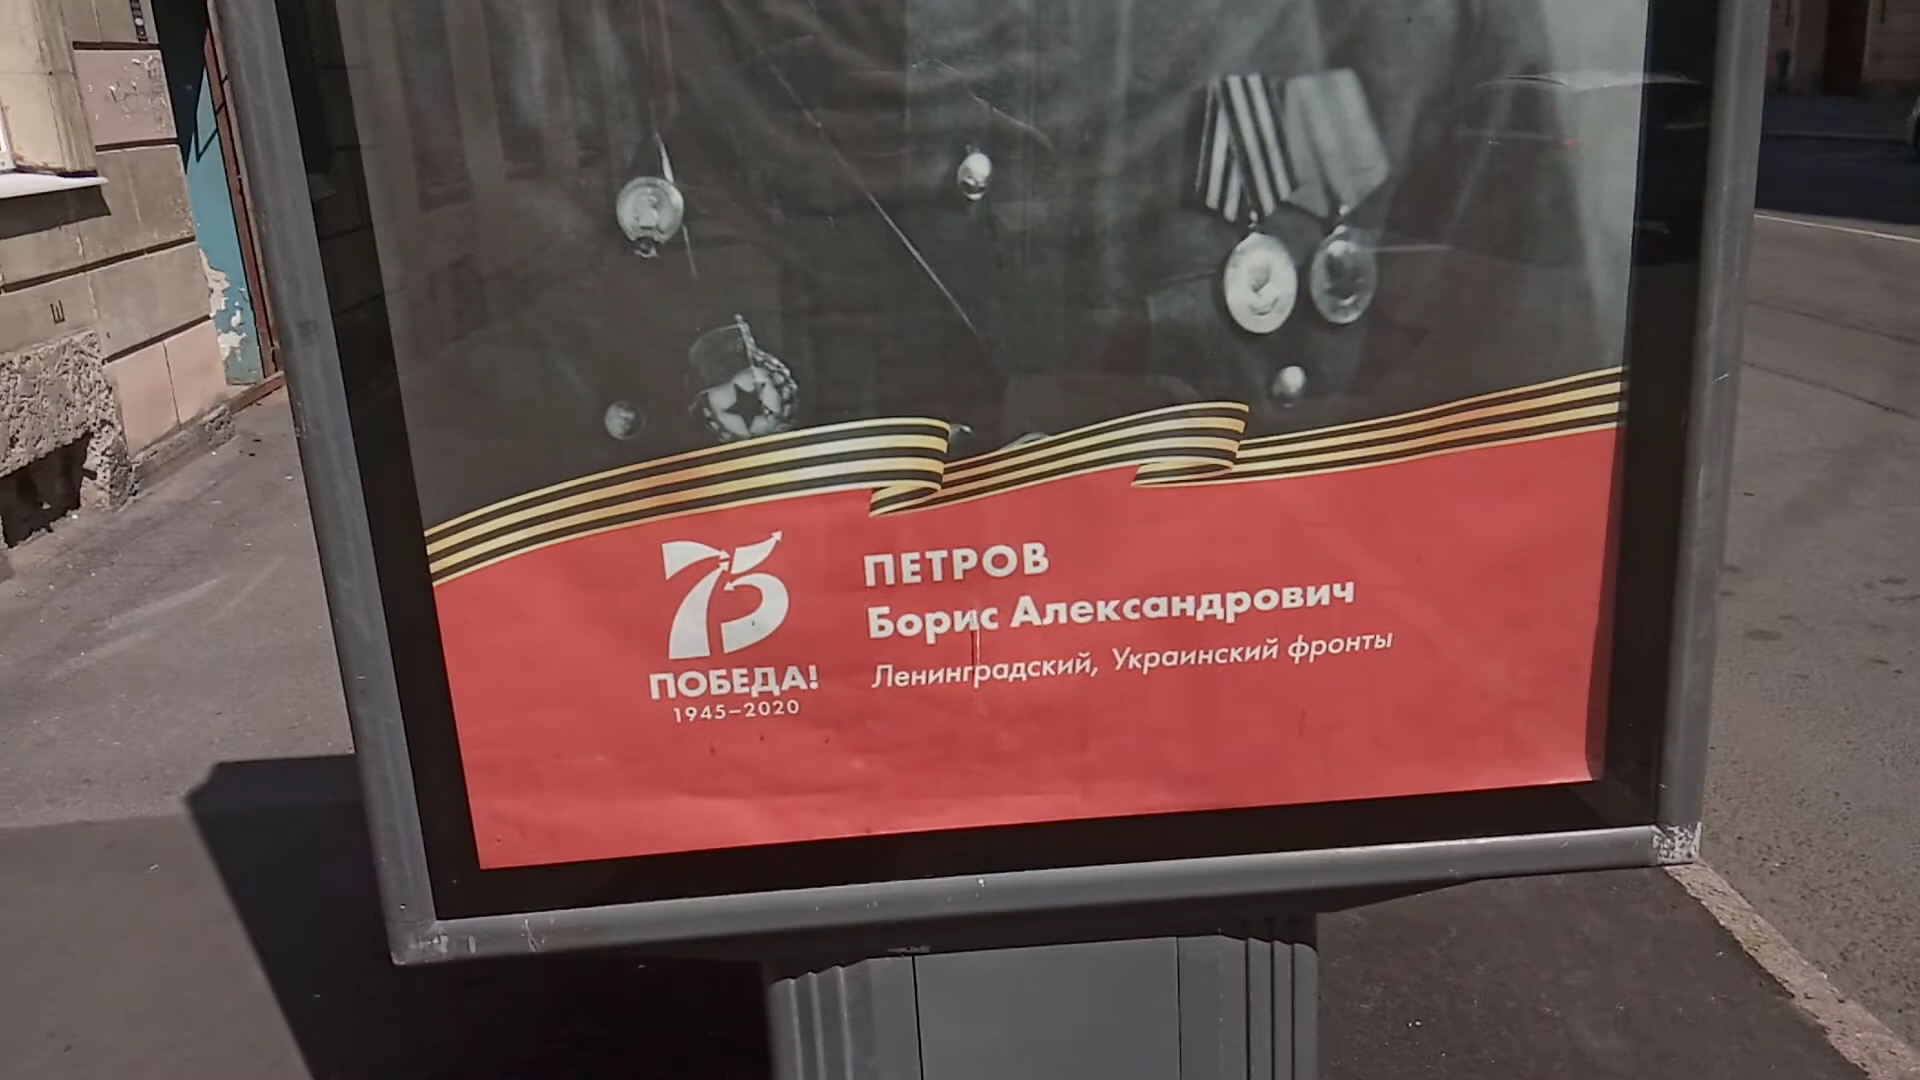 75
ПОБЕДА!
1945–2020
ПЕТРОВ
Борис Александрович
Ленинградский, Украинский фронты